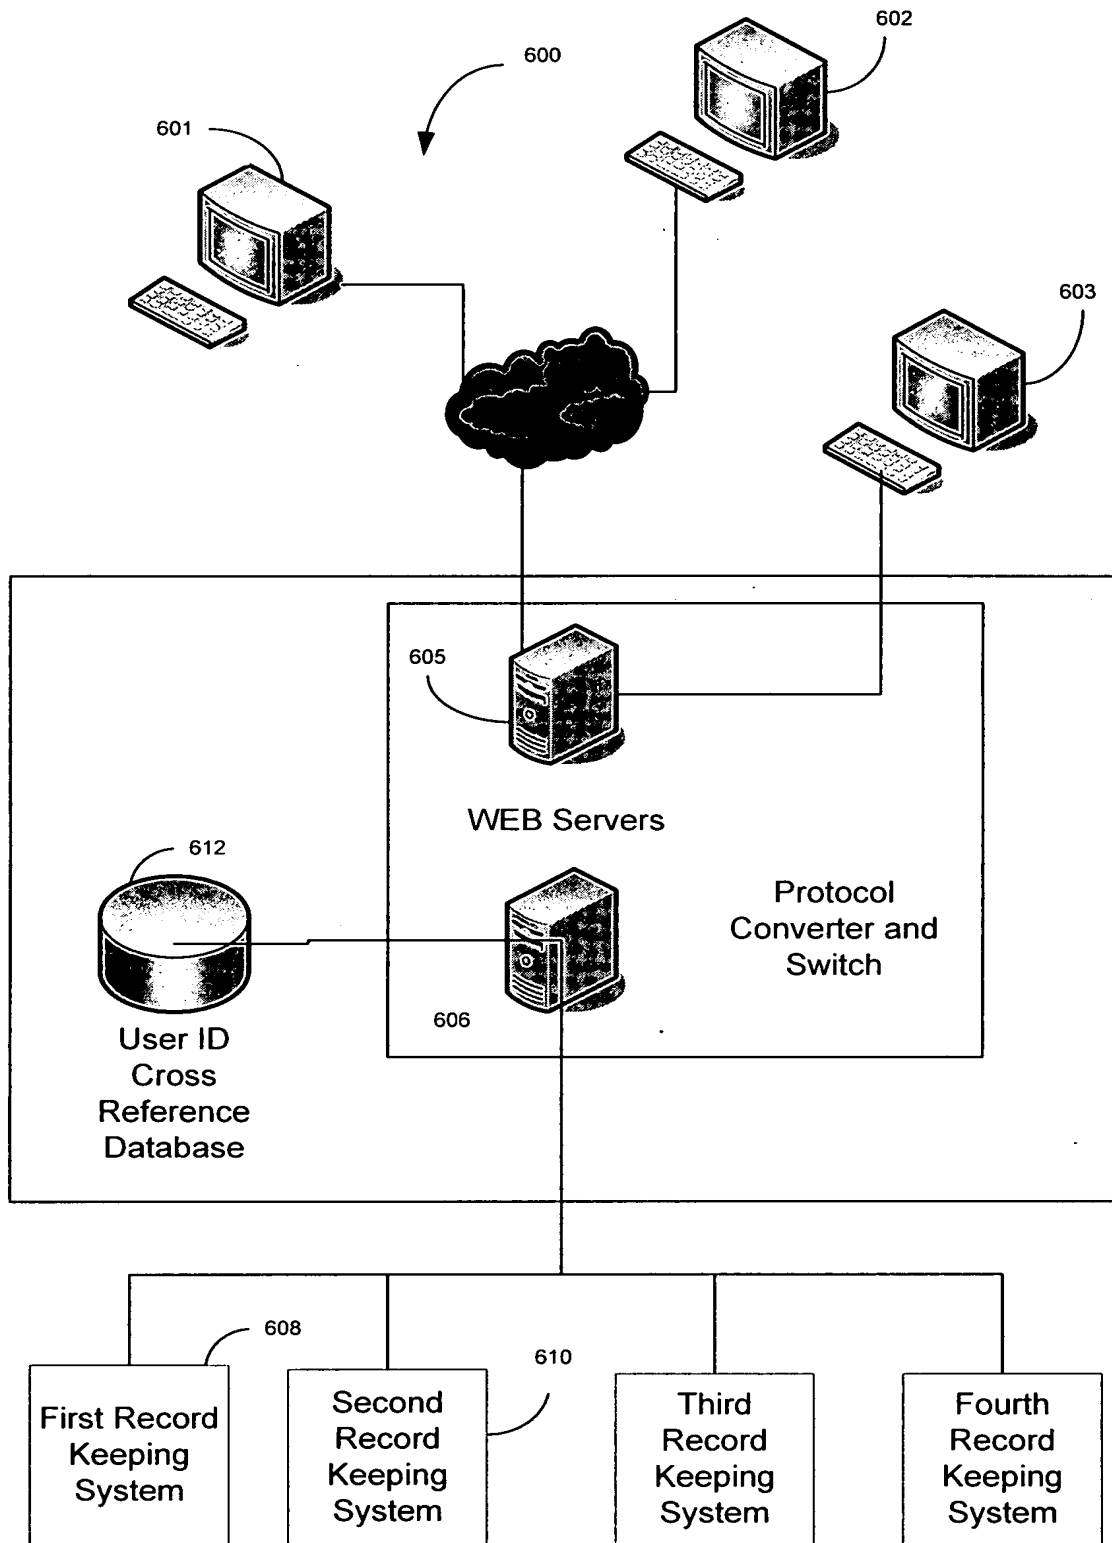 602
600
601
603
605
WEB Servers
612
Protocol
Converter and
Switch
606
User ID
Cross
Reference
Database
608
610
First Record
Keeping
System
Second
Record
Keeping
System
Third
Record
Keeping
System
Fourth
Record
Keeping
System